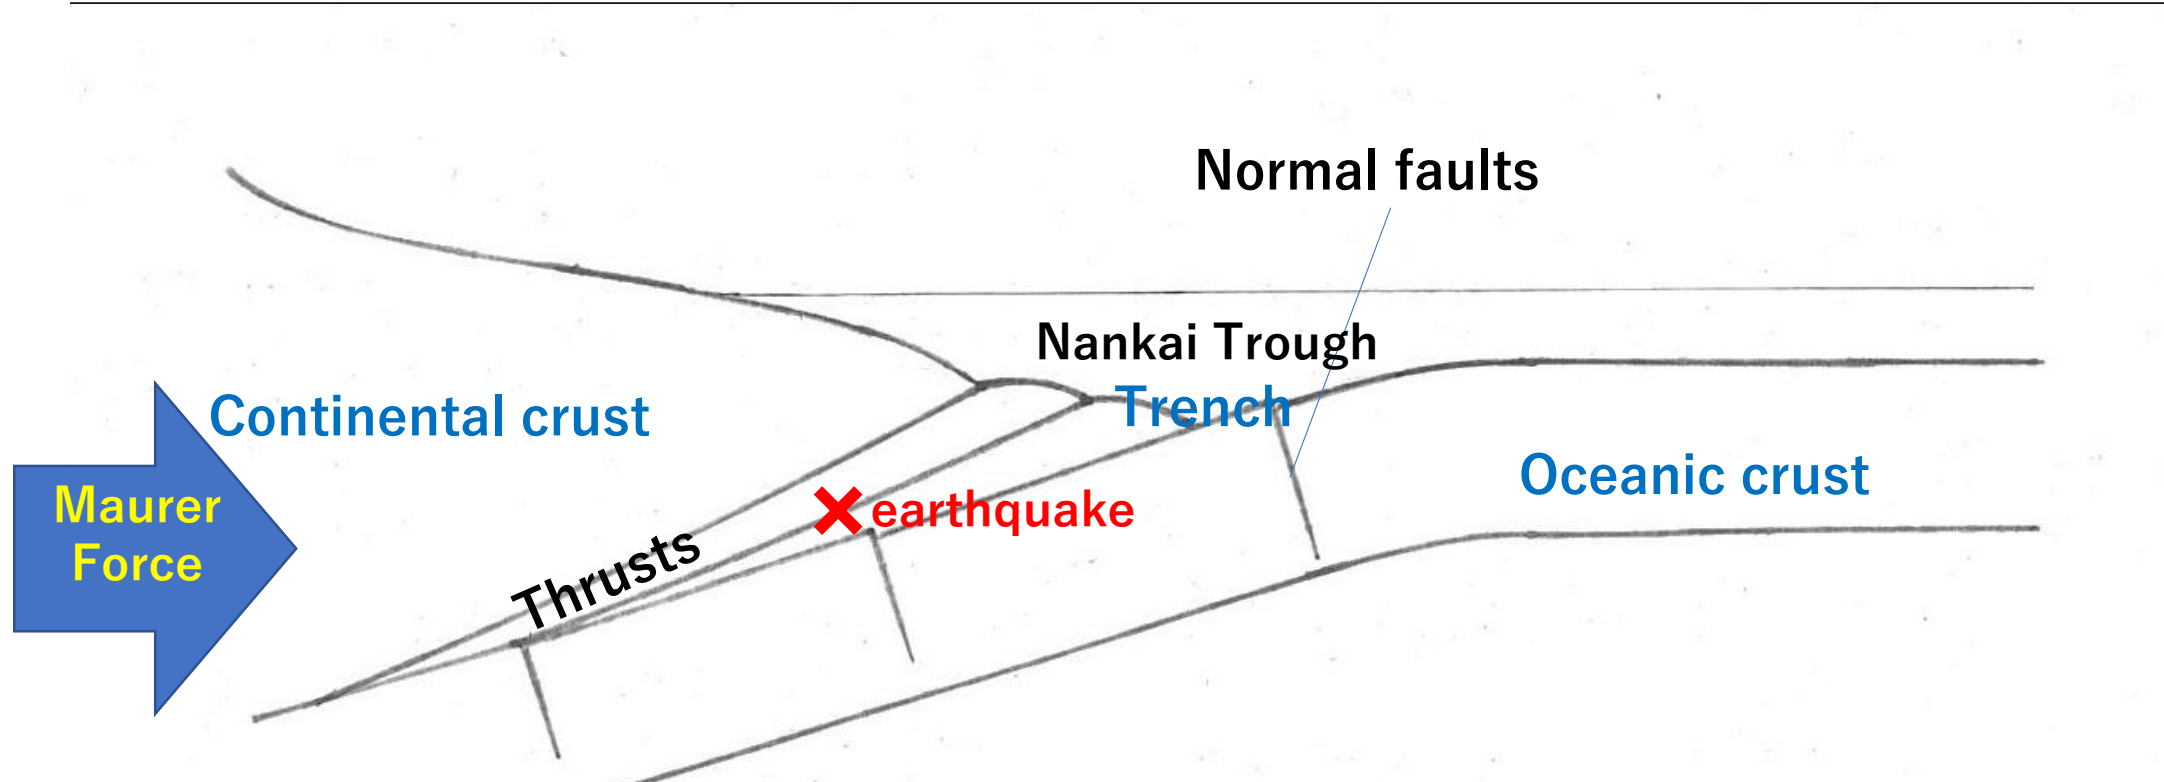 Normal faults
Nankai Trough
Trench
Continental crust
Oceanic crust
Maurer
Force
earthquake
Thrusts